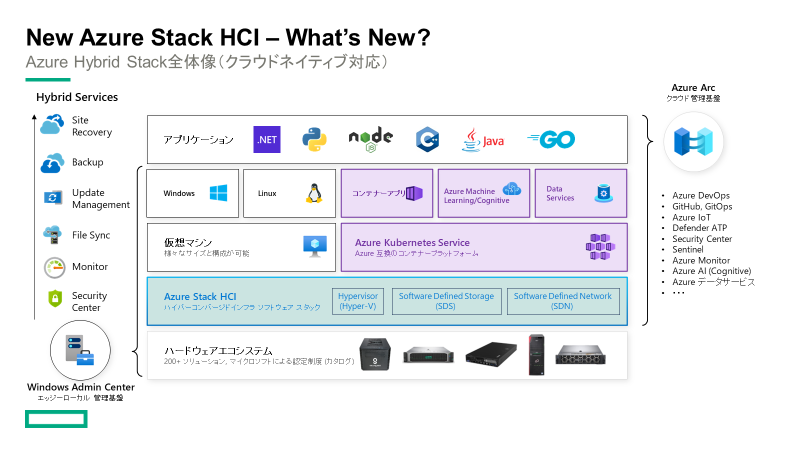 New Azure Stack HCI – What's New?
Azure Hybrid Stack全体像（クラウドネイティブ対応）
Hybrid Services
Site
Recovery
Backup
Update
Management
File Sync
Monitor
Security
Center
Windows Admin Center
エッジーローカル 管理基盤
アプリケーション
.NET
node
JS
Java
GO
Windows
Linux
コンテナーアプリ
Azure Machine
Learning/Cognitive
Data
Services
仮想マシン
様々なサイズと構成が可能
Azure Kubernetes Service
Azure 互換のコンテナープラットフォーム
Azure Stack HCI
ハイパーコンバージドインフラ ソフトウェア スタック
Hypervisor
(Hyper-V)
Software Defined Storage
(SDS)
Software Defined Network
(SDN)
ハードウェアエコシステム
200+ ソリューション, マイクロソフトによる認定制度 (カタログ)
Azure Arc
クラウド管理基盤
• Azure DevOps
• GitHub, GitOps
• Azure IoT
• Defender ATP
• Security Center
• Sentinel
• Azure Monitor
• Azure AI (Cognitive)
• Azure データサービス
• ・・・